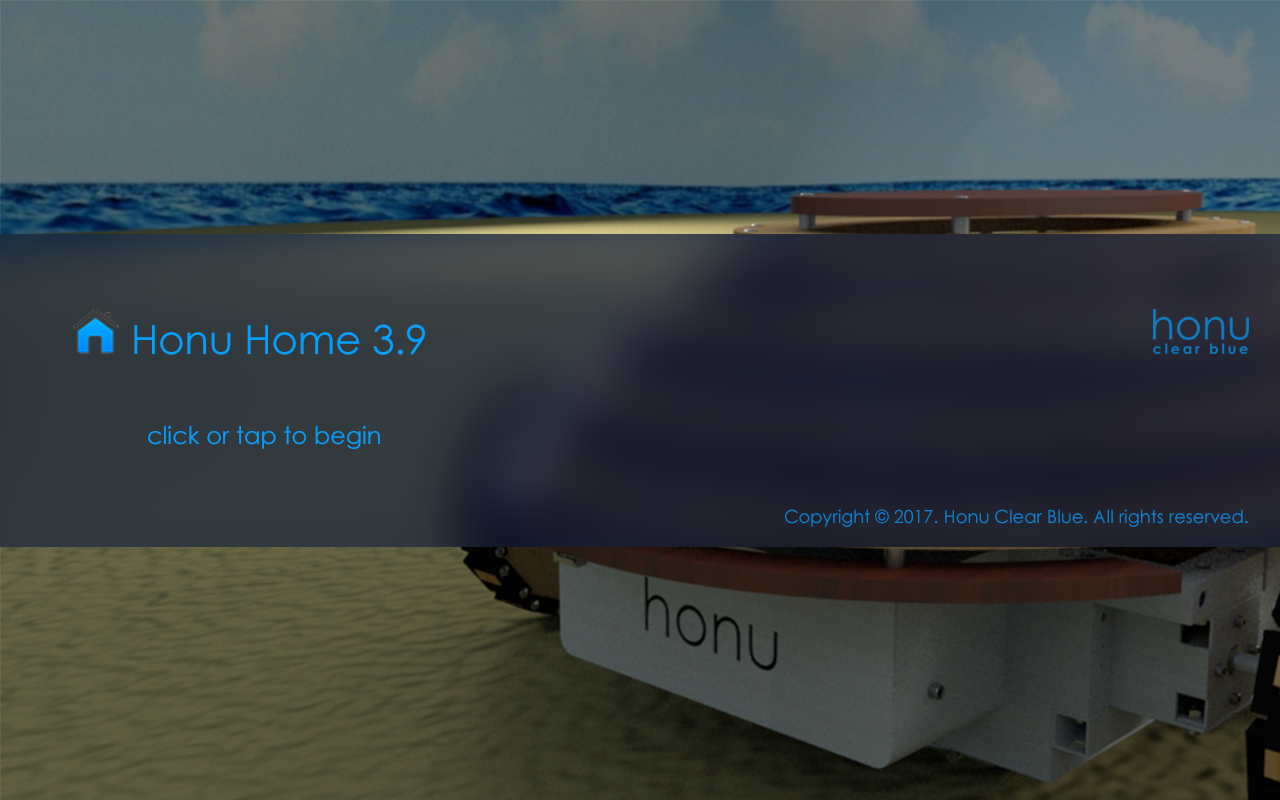 Honu Home 3.9
honu
clear blue
click or tap to begin
Copyright © 2017. Honu Clear Blue. All rights reserved.
honu